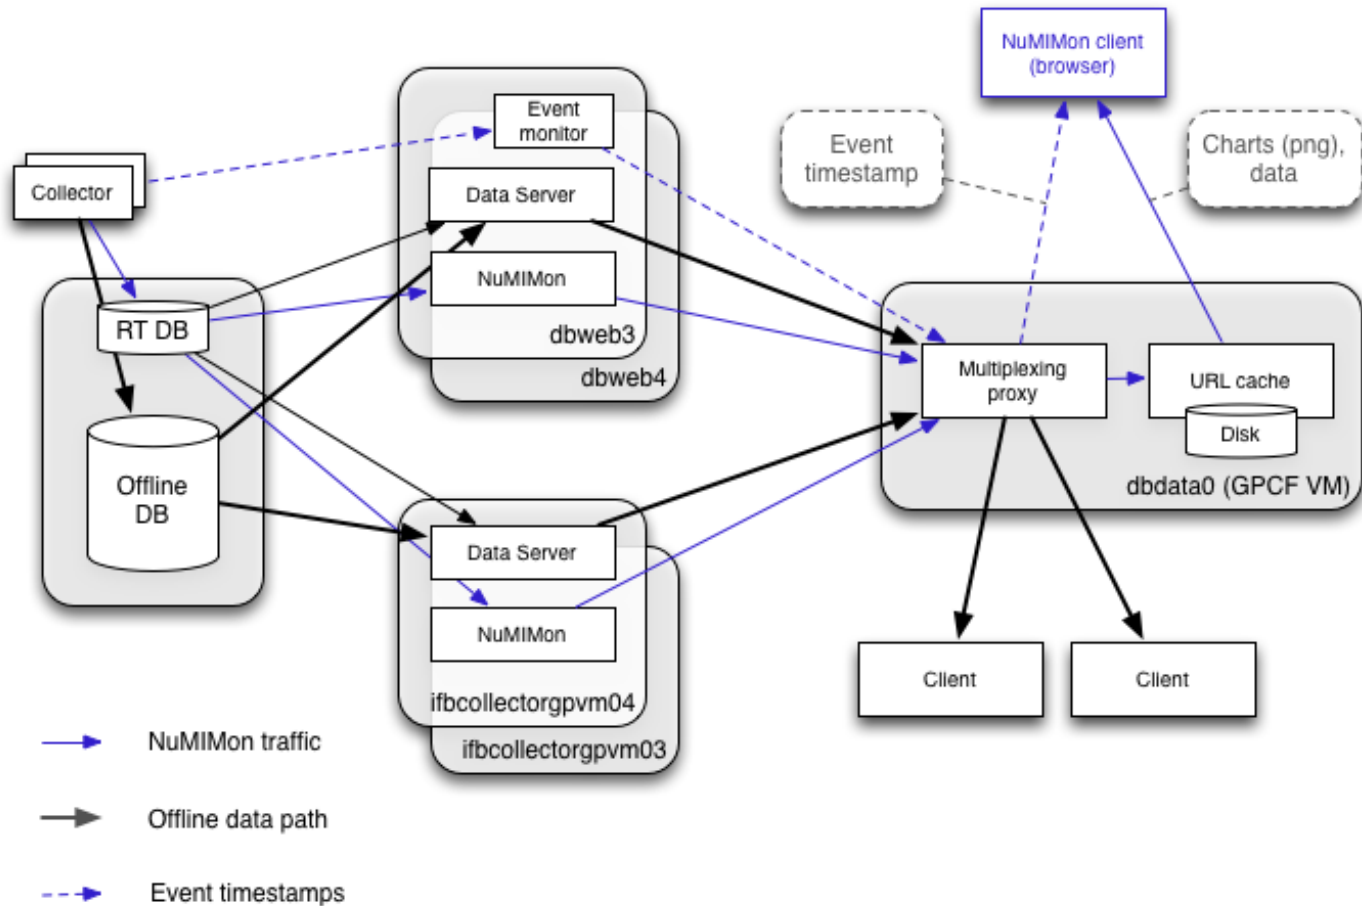 NuMIMon client
(browser)
Event
monitor
Event
timestamp
Charts (png),
data
Collector
Data Server
NuMIMon
dbweb3
dbweb4
RT DB
Offline
DB
Multiplexing
proxy
URL cache
Disk
dbdata0 (GPCF VM)
Data Server
NuMIMon
ifbcollectorgpvm04
ifbcollectorgpvm03
Client
Client
NuMIMon traffic
Offline data path
Event timestamps